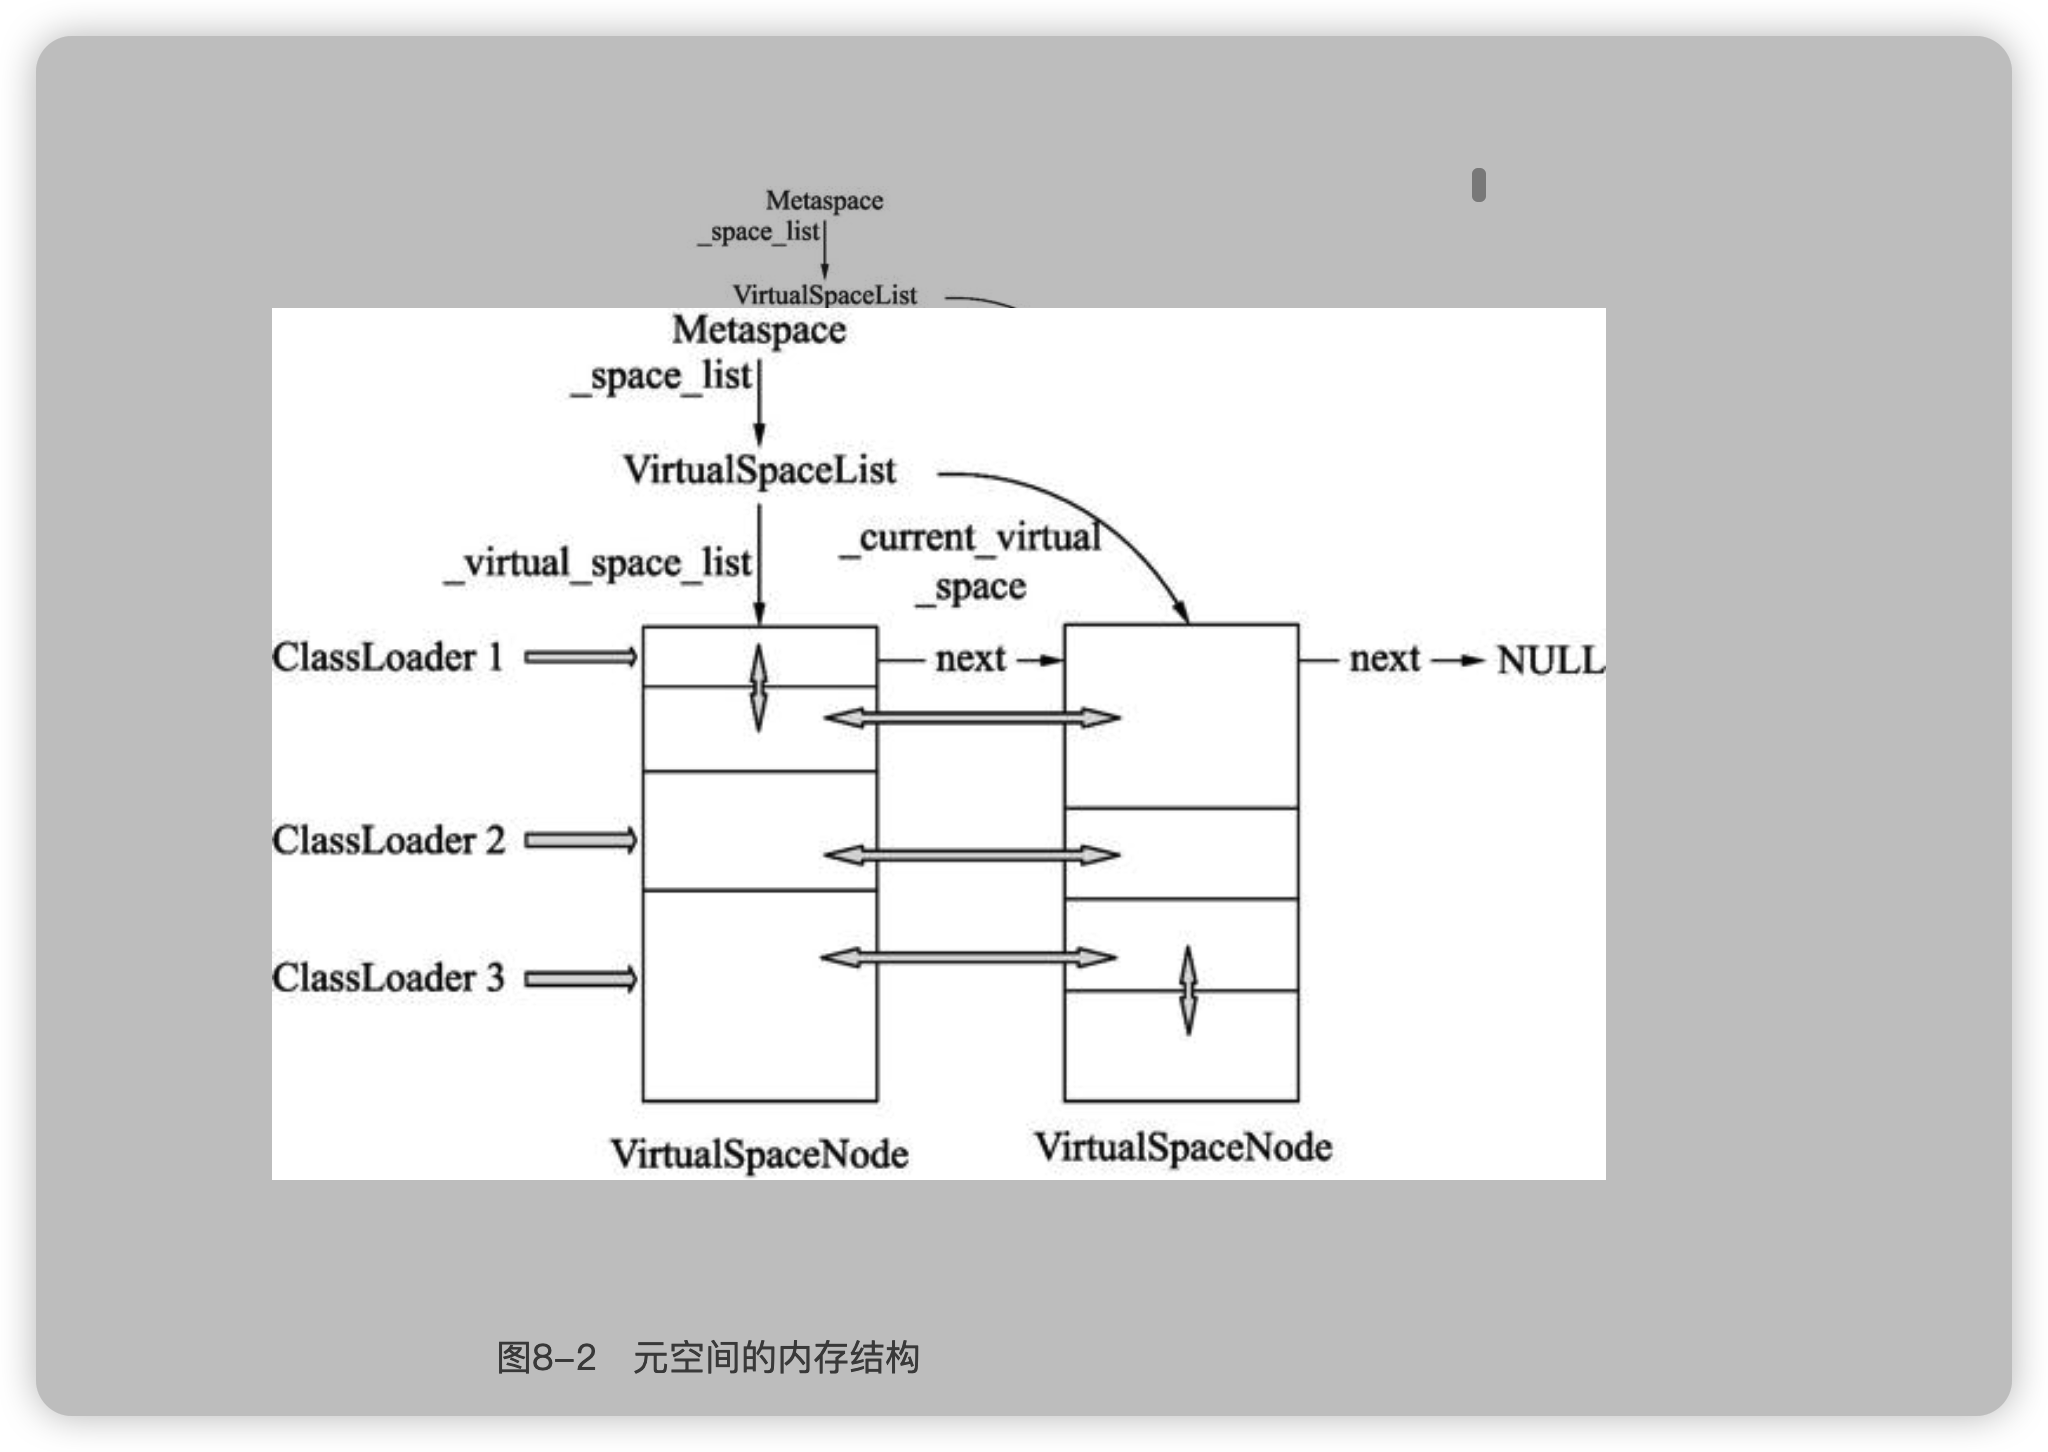 Metaspace
_space_list
VirtualSpaceList
Metaspace
_space_list
VirtualSpaceList
_current_virtual
_space
_virtual_space_list
ClassLoader 1
next
next
NULL
ClassLoader 2
ClassLoader 3
VirtualSpaceNode
VirtualSpaceNode
图8-2 元空间的内存结构